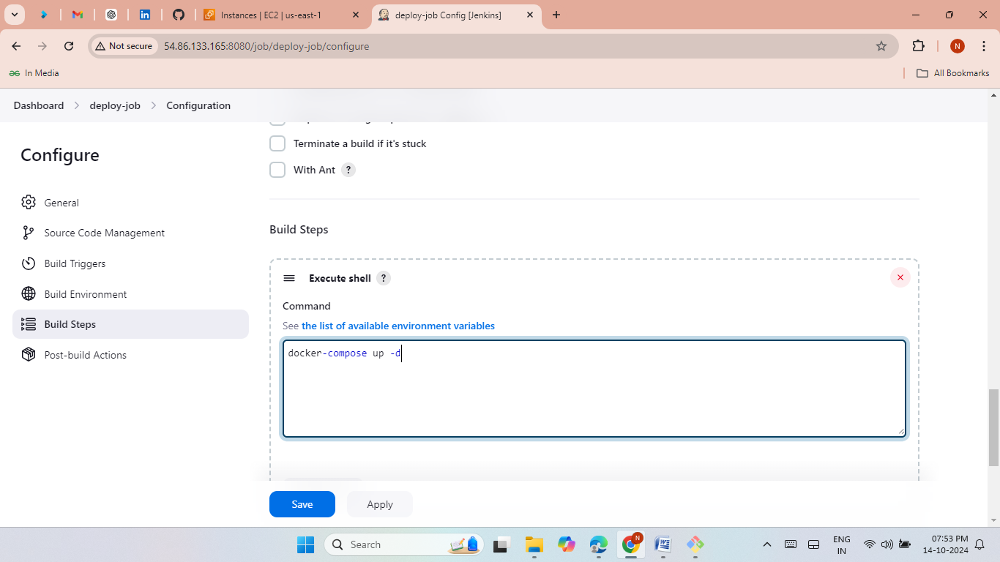 Instances | EC2 | us-east-1
deploy-job Config [Jenkins]
Not secure
54.86.133.165:8080/job/deploy-job/configure
N
In Media
All Bookmarks
Dashboard
deploy-job
Configuration
Configure
General
Source Code Management
Build Triggers
Build Environment
Build Steps
Post-build Actions
Terminate a build if it's stuck
With Ant ?
Build Steps
Execute shell ?
Command
See the list of available environment variables
docker-compose up -d
Save
Apply
Search
N
ENG
IN
07:53 PM
14-10-2024